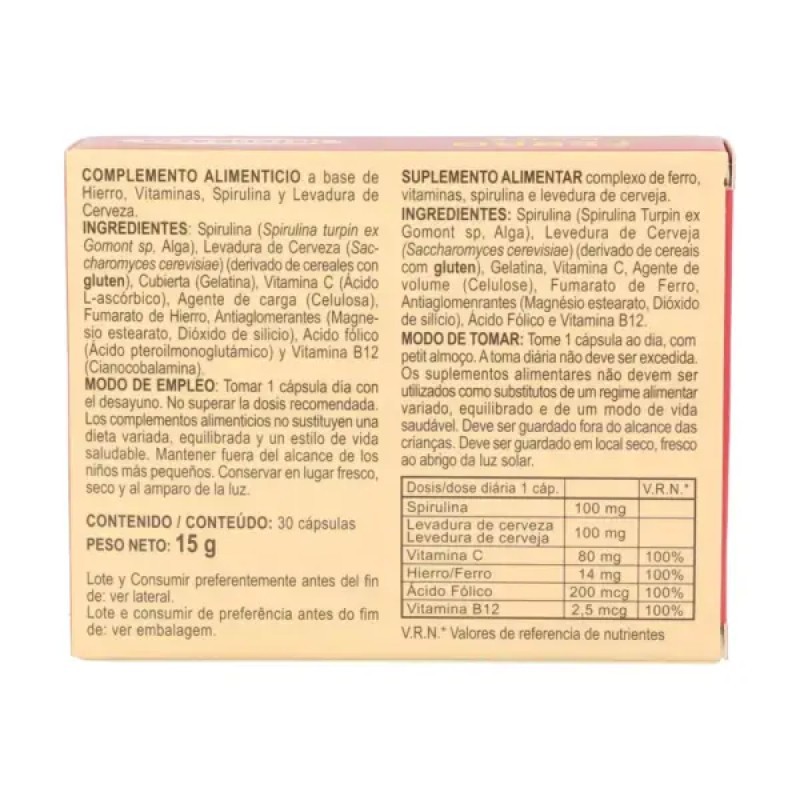 COMPLEMENTO ALIMENTICIO a base de
Hierro, Vitaminas, Spirulina y Levadura de
Cerveza.
INGREDIENTES: Spirulina (Spirulina turpin ex
Gomont sp, Alga), Levadura de Cerveza (Sac-
charomyces cerevisiae) (derivado de cereales con
gluten), Cubierta (Gelatina), Vitamina C (Ácido
L-ascórbico), Agente de carga (Celulosa),
Fumarato de Hierro, Antiaglomerantes (Magne-
sio estearato, Dióxido de silicio), Acido fólico
(Ácido pteroilmonoglutámico) y Vitamina B12
(Cianocobalamina).
MODO DE EMPLEO: Tomar 1 cápsula día con
el desayuno. No superar la dosis recomendada.
Los complementos alimenticios no sustituyen una
dieta variada, equilibrada y un estilo de vida
saludable. Mantener fuera del alcance de los
niños más pequeños. Conservar en lugar fresco,
seco y al amparo de la luz.
CONTENIDO / CONTEÚDO: 30 cápsulas
PESO NETO: 15 g
Lote y Consumir preferentemente antes del fin
de: ver lateral.
Lote e consumir de preferência antes do fim
de: ver embalagem.
SUPLEMENTO ALIMENTAR complexo de ferro,
vitaminas, spirulina e levedura de cerveja.
INGREDIENTES: Spirulina (Spirulina Turpin ex
Gomont sp, Alga), Levedura de Cerveja
(Saccharomyces cerevisiae) (derivado de cereais
com gluten), Gelatina, Vitamina C, Agente de
volume (Celulose), Fumarato de Ferro,
Antiaglomenrantes (Magnésio estearato, Dióxido
de silício), Ácido Fólico e Vitamina B12.
MODO DE TOMAR: Tome 1 cápsula ao dia, com
petit almoço. A toma diária não deve ser excedida.
Os suplementos alimentares não devem ser
utilizados como substitutos de um regime alimentar
variado, equilibrado e de um modo de vida
saudável. Deve ser guardado fora do alcance das
crianças. Deve ser guardado em local seco, fresco
ao abrigo da luz solar.
Dosis/dose diária 1 cáp. V.R.N.*
Spirulina 100 mg
Levadura de cerveza
Levedura de cerveja 100 mg
Vitamina C 80 mg 100%
Hierro/Ferro 14 mg 100%
Ácido Fólico 200 mcg 100%
Vitamina B12 2,5 mcg 100%
V.R.N.* Valores de referencia de nutrientes